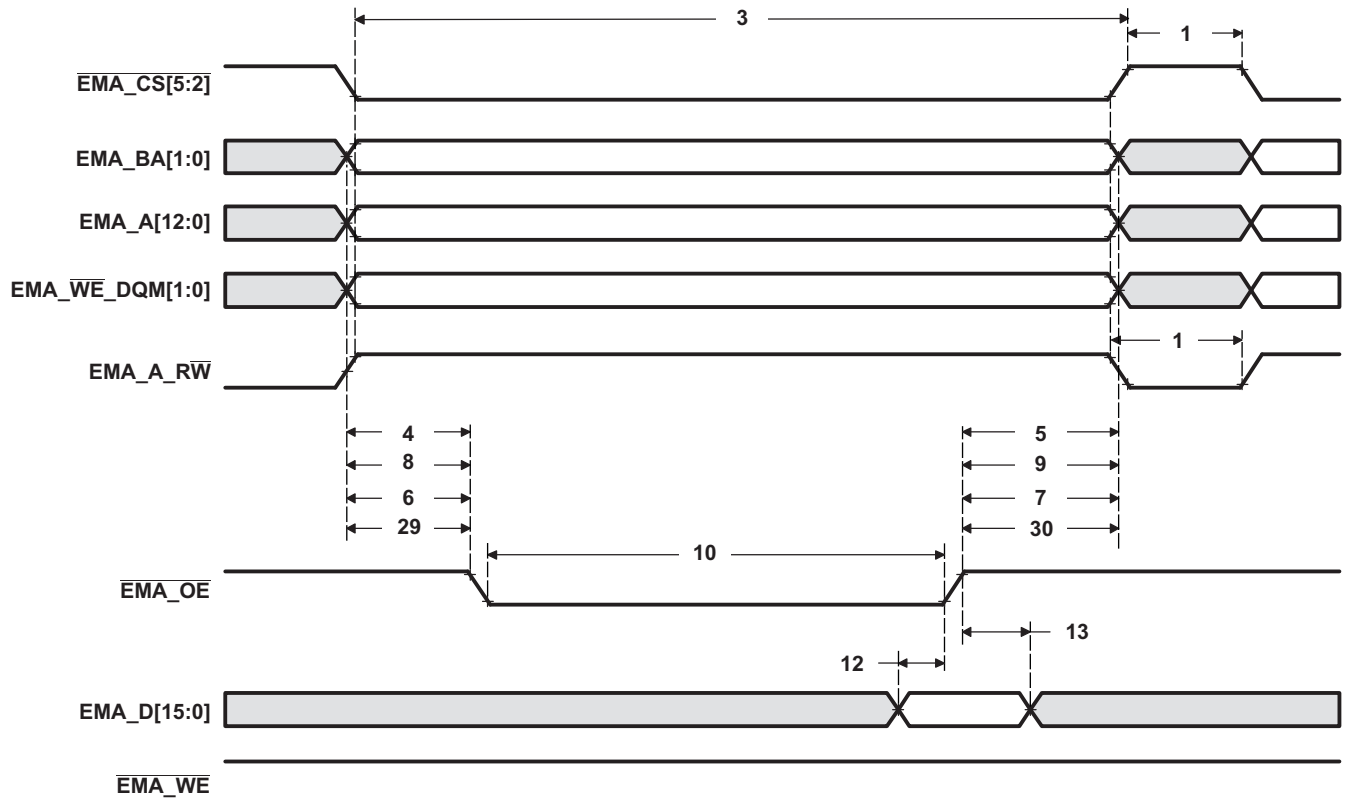 3
1
EMA_CS[5:2]
EMA_BA[1:0]
EMA_A[12:0]
EMA_WE_DQM[1:0]
1
EMA_A_RW
4
5
8
9
6
7
29
30
10
EMA_OE
13
12
EMA_D[15:0]
EMA_WE